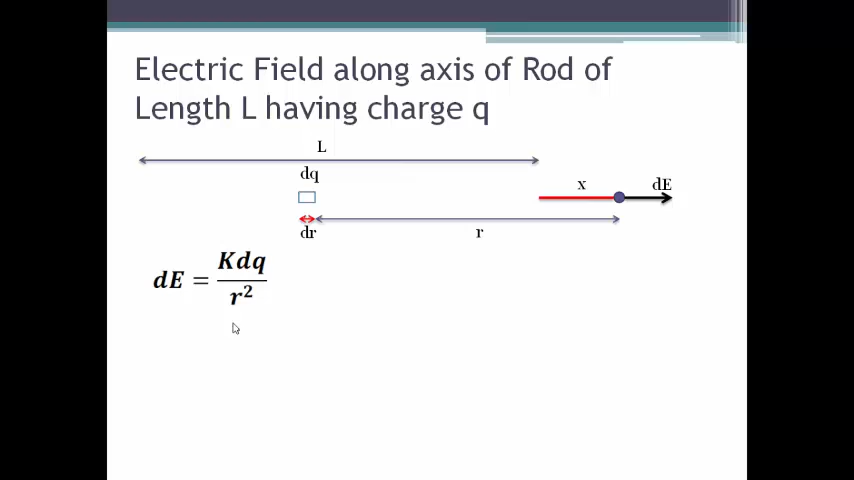 Electric Field along axis of Rod of
Length L having charge q
L
dq
x dE
dr r
dE = Kdq / r²